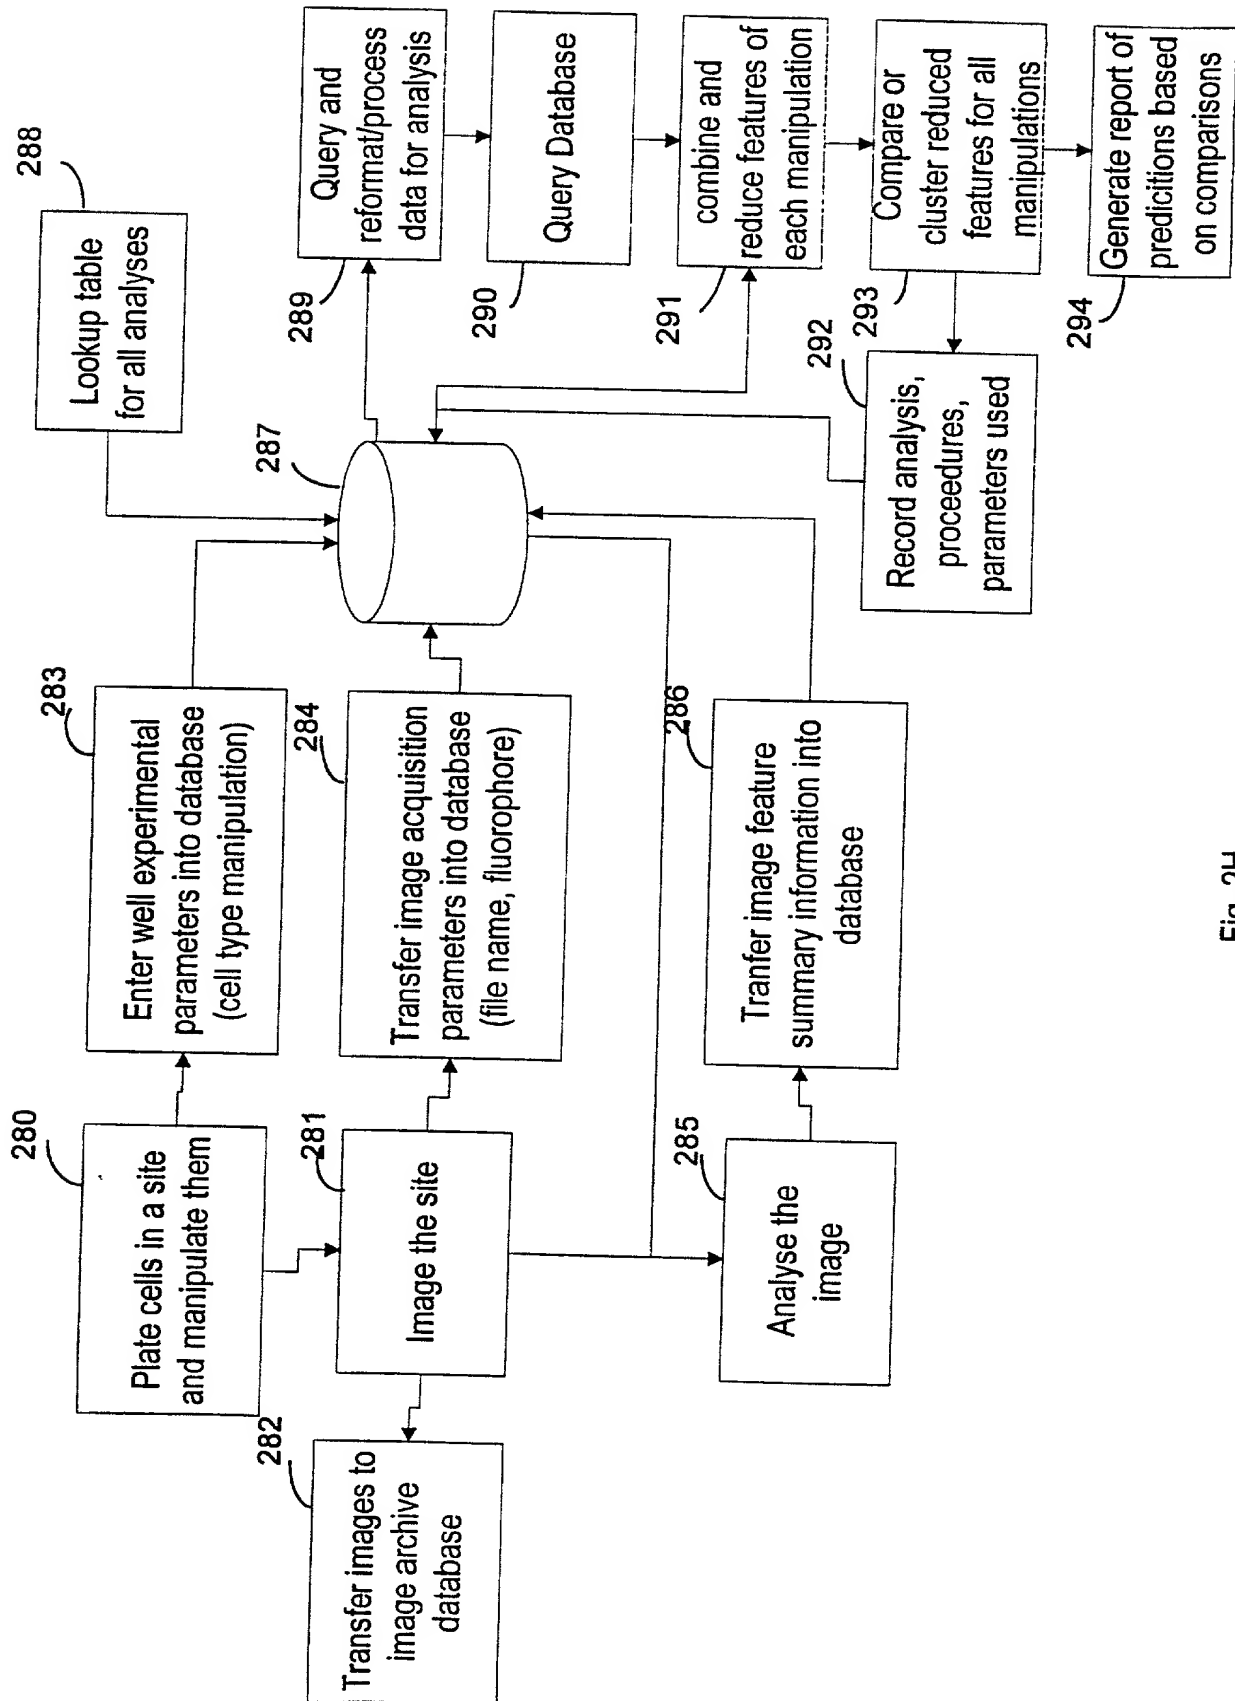 280
Plate cells in a site
and manipulate them
283
Enter well experimental
parameters into database
(cell type manipulation)
288
Lookup table
for all analyses
282
Transfer images to
image archive
database
281
Image the site
284
Transfer image acquisition
parameters into database
(file name, fluorophore)
287
289
Query and
reformat/process
data for analysis
290
Query Database
285
Analyse the
image
286
Tranfer image feature
summary information into
database
291
combine and
reduce features of
each manipulation
292
Record analysis,
proceedures,
parameters used
293
Compare or
cluster reduced
features for all
manipulations
294
Generate report of
predicitions based
on comparisons
Fig. 2H